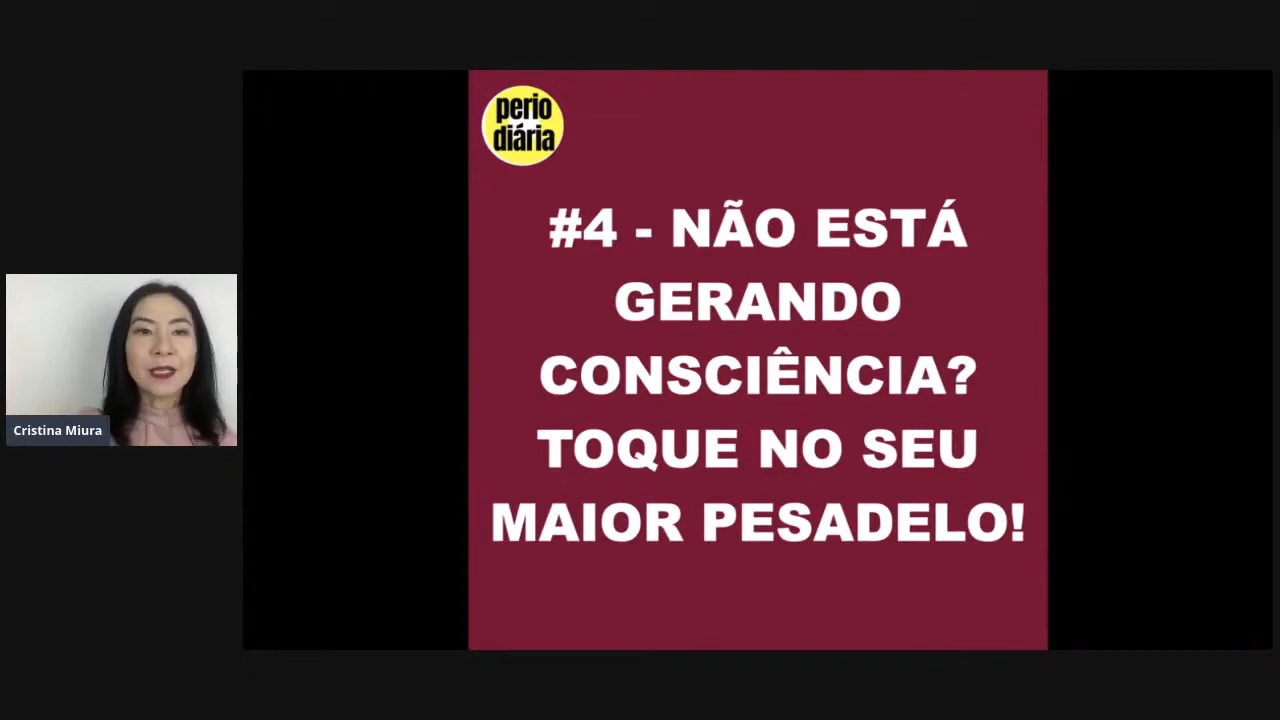 perio
diária
#4 - NÃO ESTÁ
GERANDO
CONSCIÊNCIA?
TOQUE NO SEU
MAIOR PESADELO!
Cristina Miura